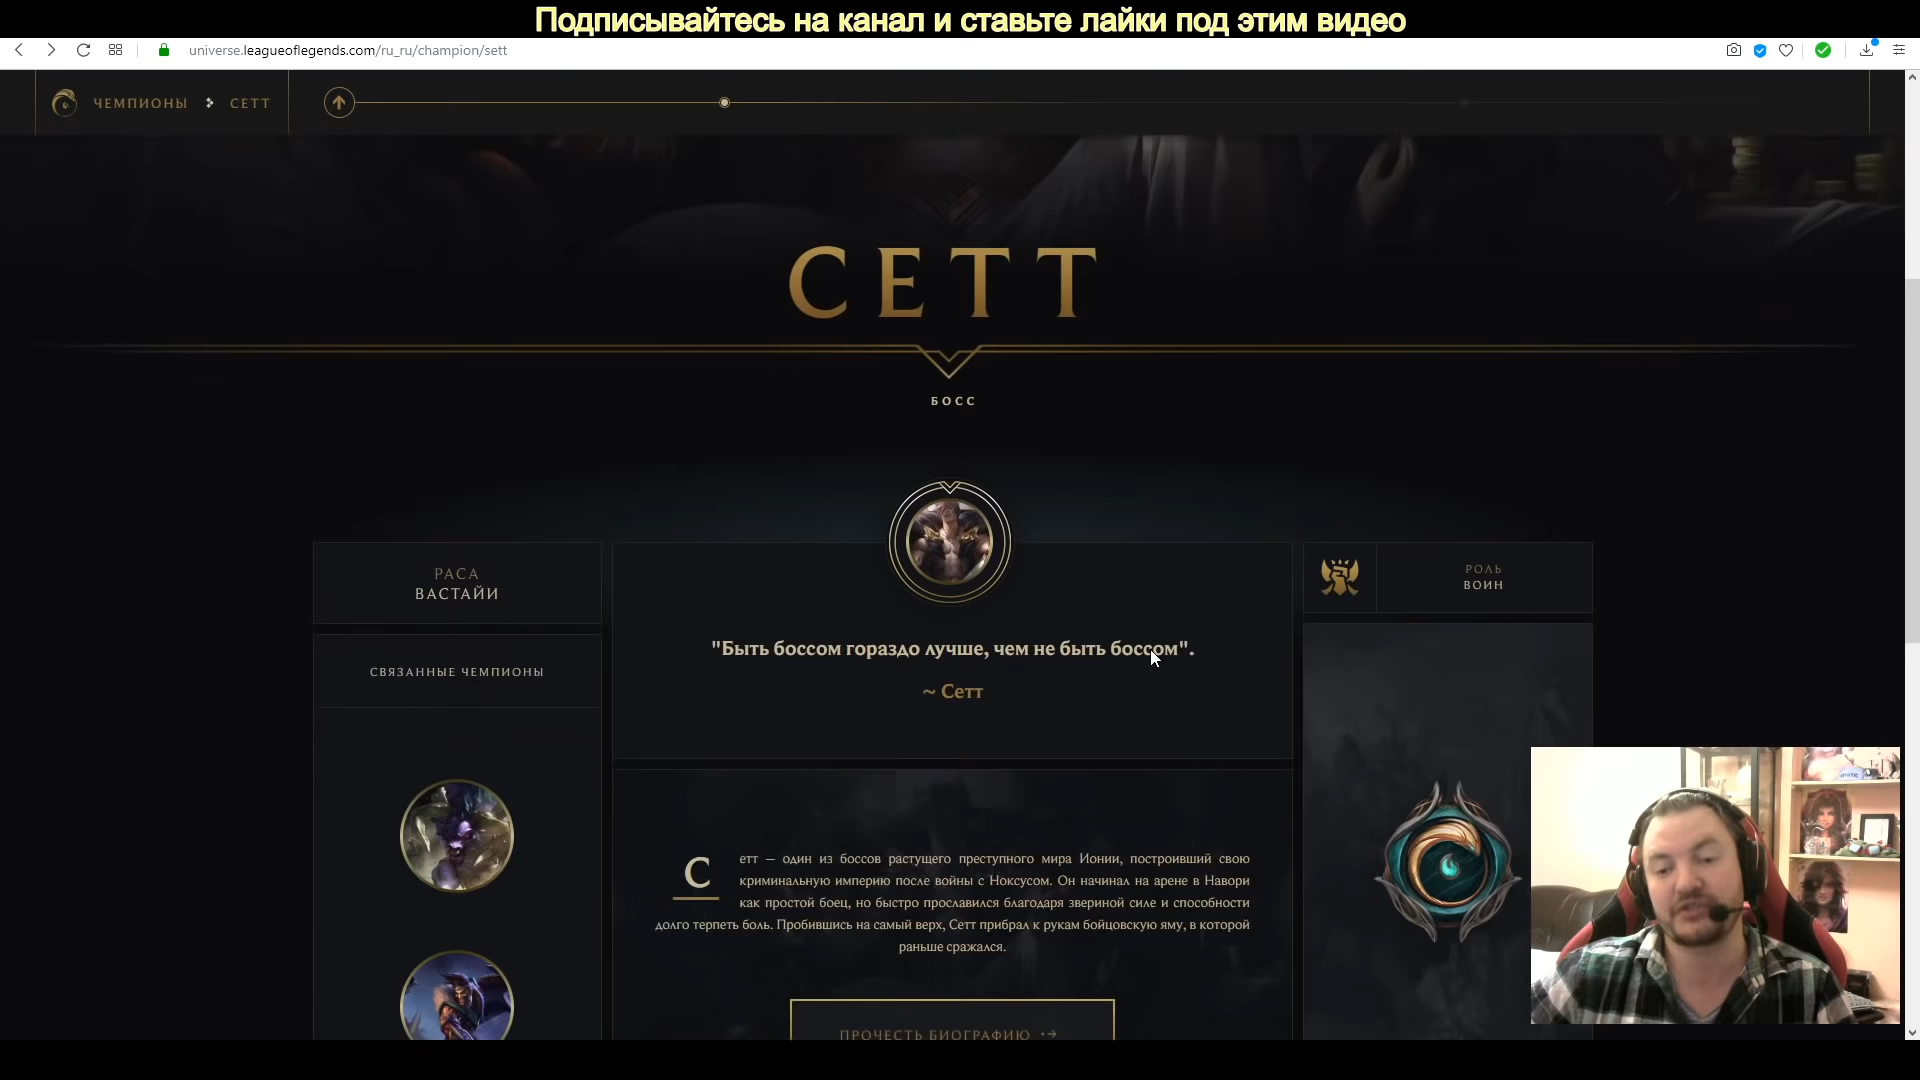 Подписывайтесь на канал и ставьте лайки под этим видео
universe.leagueoflegends.com/ru_ru/champion/sett
ЧЕМПИОНЫ СЕТТ
СЕТТ
БОСС
РАСА
ВАСТАЙИ
СВЯЗАННЫЕ ЧЕМПИОНЫ
"Быть боссом гораздо лучше, чем не быть боссом".
~ Сетт
РОЛЬ
ВОИН
Сетт — один из боссов растущего преступного мира Ионии, построивший свою
криминальную империю после войны с Ноксусом. Он начинал на арене в Навори
как простой боец, но быстро прославился благодаря звериной силе и способности
долго терпеть боль. Пробившись на самый верх, Сетт прибрал к рукам бойцовскую яму, в которой
раньше сражался.
ПРОЧЕСТЬ БИОГРАФИЮ